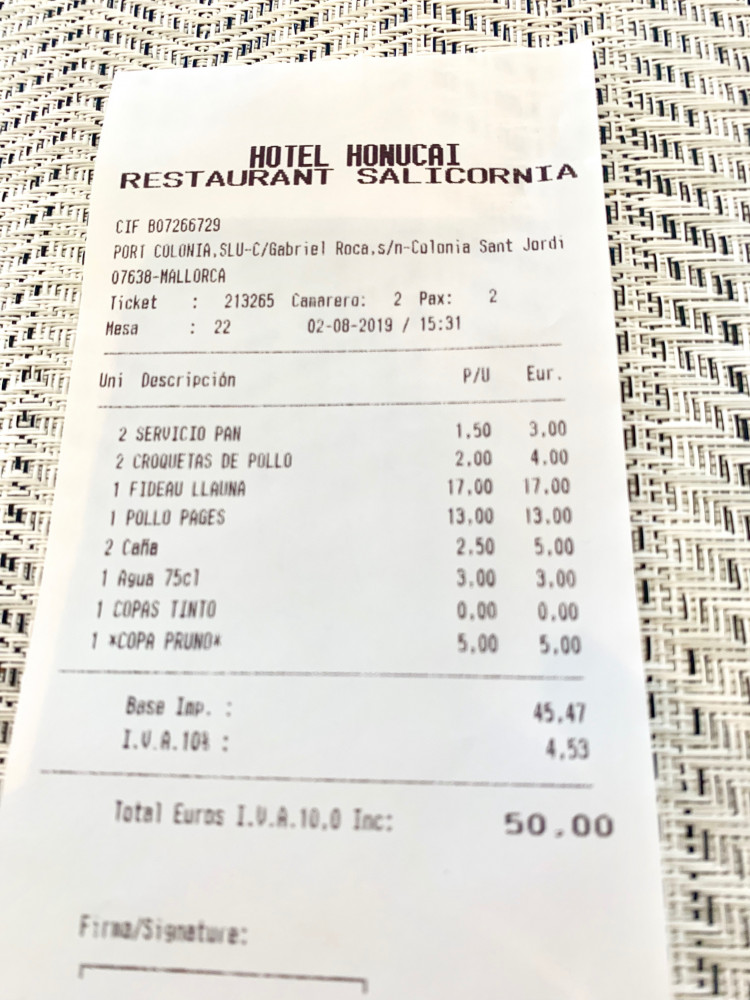 HOTEL HONUCAI
RESTAURANT SALICORNIA
CIF B07266729
PORT COLONIA,SLU-C/Gabriel Roca,s/n-Colonia Sant Jordi
07638-MALLORCA
Ticket : 213265 Camarero: 2 Pax: 2
Mesa : 22 02-08-2019 / 15:31
Uni Descripción P/U Eur.
2 SERVICIO PAN 1,50 3,00
2 CROQUETAS DE POLLO 2,00 4,00
1 FIDEAU LLAUNA 17,00 17,00
1 POLLO PAGES 13,00 13,00
2 Caña 2,50 5,00
1 Agua 75cl 3,00 3,00
1 COPAS TINTO 0,00 0,00
1 *COPA PRUNO* 5,00 5,00
Base Imp. : 45,47
I.V.A.10% : 4,53
Total Euros I.V.A.10,0 Inc: 50,00
Firma/Signature: